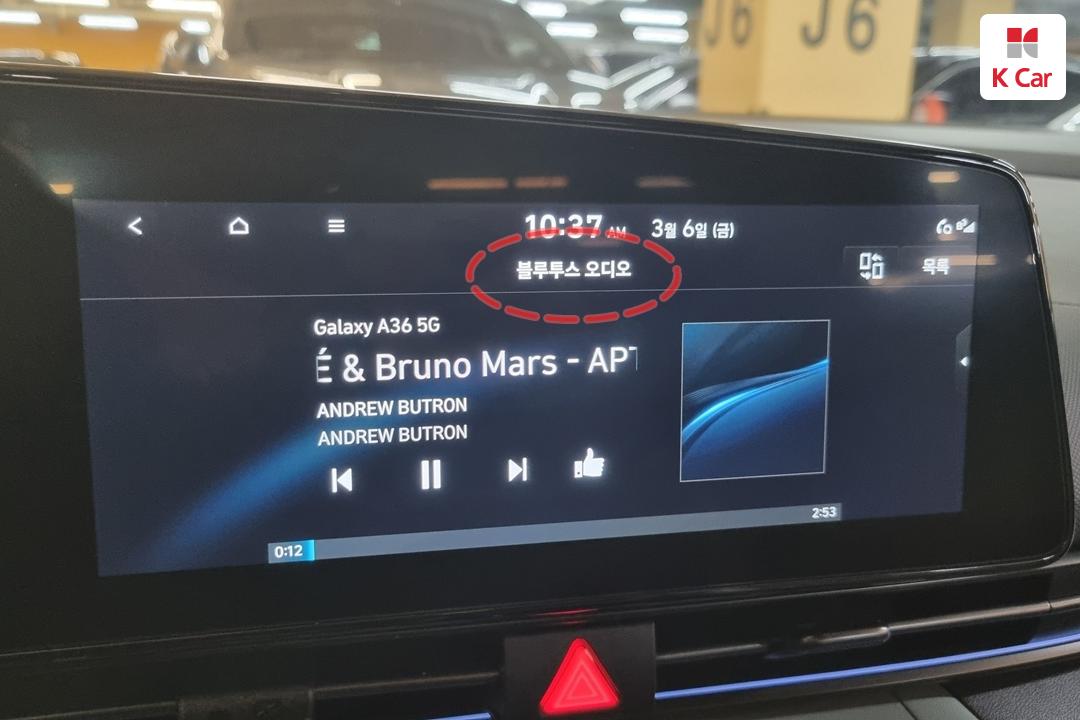 J6
J6
K Car
10:37 AM 3월 6일 (금)
블루투스 오디오
목록
Galaxy A36 5G
É & Bruno Mars - APT
ANDREW BUTRON
ANDREW BUTRON
0:12
2:53